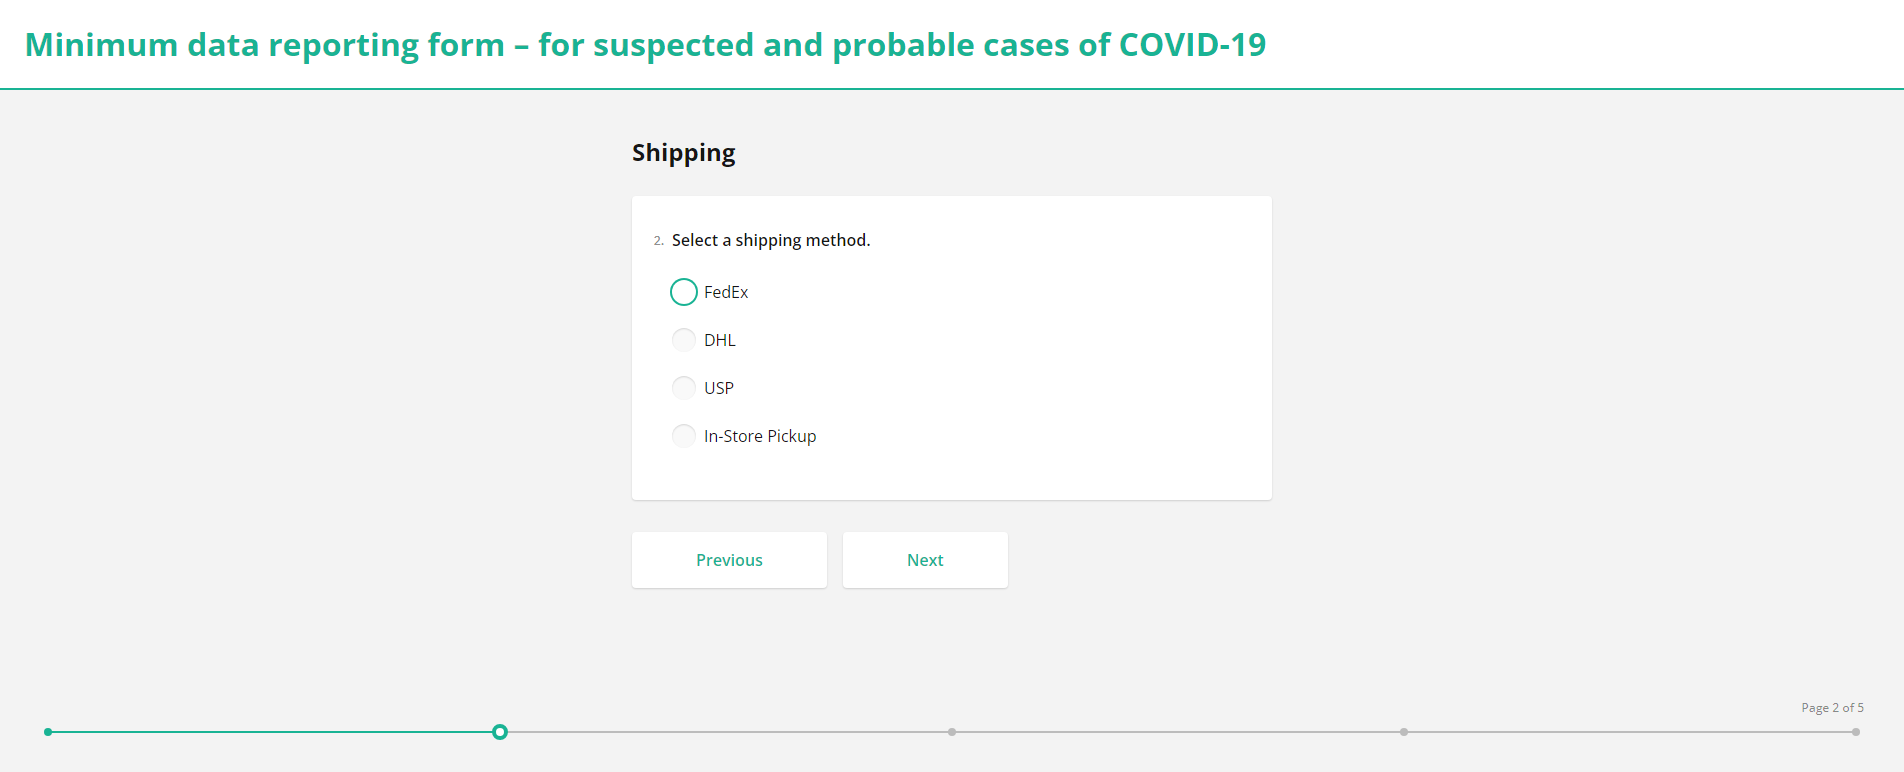 Minimum data reporting form – for suspected and probable cases of COVID-19
Shipping
2. Select a shipping method.
FedEx
DHL
USP
In-Store Pickup
Previous
Next
Page 2 of 5